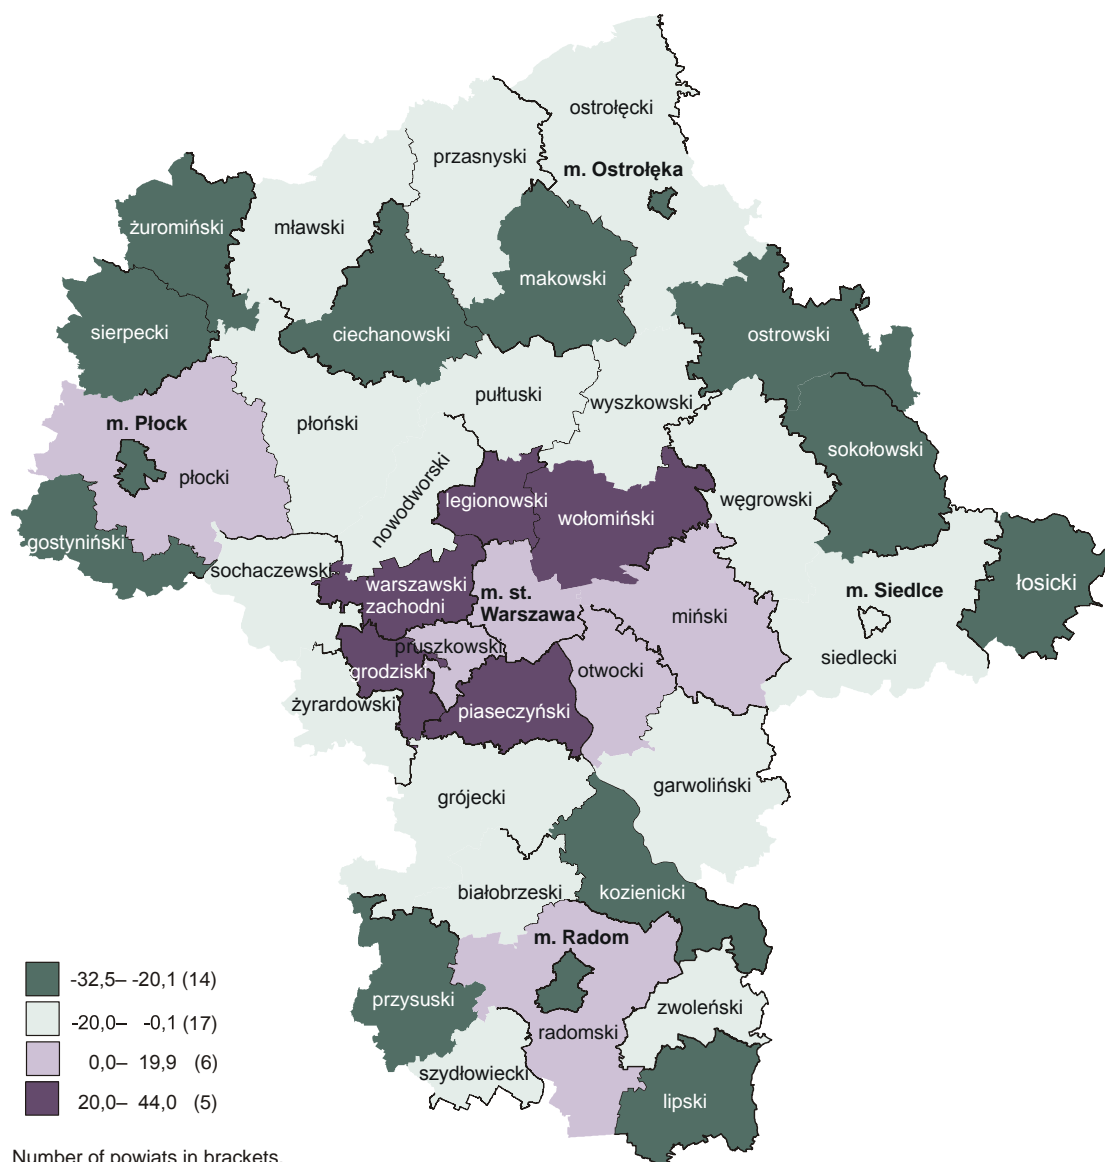 ostrołęcki
przasnyski
m. Ostrołęka
żuromiński
mławski
makowski
sierpecki
ciechanowski
ostrowski
pułtuski
wyszkowski
m. Płock
płoński
sokołowski
płocki
nowodworski
legionowski
węgrowski
wołomiński
gostyniński
sochaczewski
warszawski
zachodni
m. st.
Warszawa
miński
m. Siedlce
łosicki
pruszkowski
siedlecki
grodziski
otwocki
żyrardowski
piaseczyński
garwoliński
grójecki
białobrzeski
kozienicki
m. Radom
przysuski
zwoleński
radomski
szydłowiecki
lipski
-32,5– -20,1 (14)
-20,0– -0,1 (17)
0,0– 19,9 (6)
20,0– 44,0 (5)
Number of powiats in brackets.